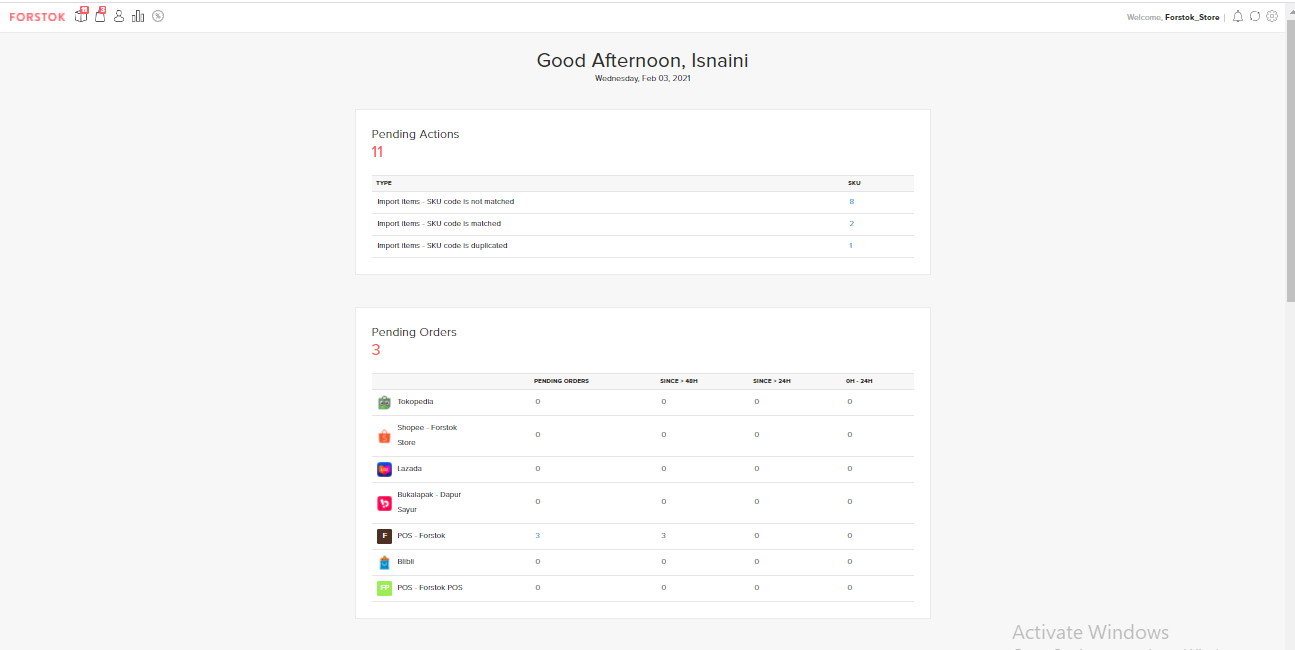 FORSTOK 11 3 Welcome, Forstok_Store |
Good Afternoon, Isnaini
Wednesday, Feb 03, 2021
Pending Actions
11
TYPE SKU
Import Items - SKU code is not matched 8
Import Items - SKU code is matched 2
Import Items - SKU code is duplicated 1
Pending Orders
3
PENDING ORDERS SINCE > 48H SINCE > 24H 0H - 24H
Tokopedia 0 0 0 0
Shopee - Forstok
Store 0 0 0 0
Lazada 0 0 0 0
Bukalapak - Dapur
Sayur 0 0 0 0
F POS - Forstok 3 3 0 0
Blibli 0 0 0 0
FP POS - Forstok POS 0 0 0 0
Activate Windows